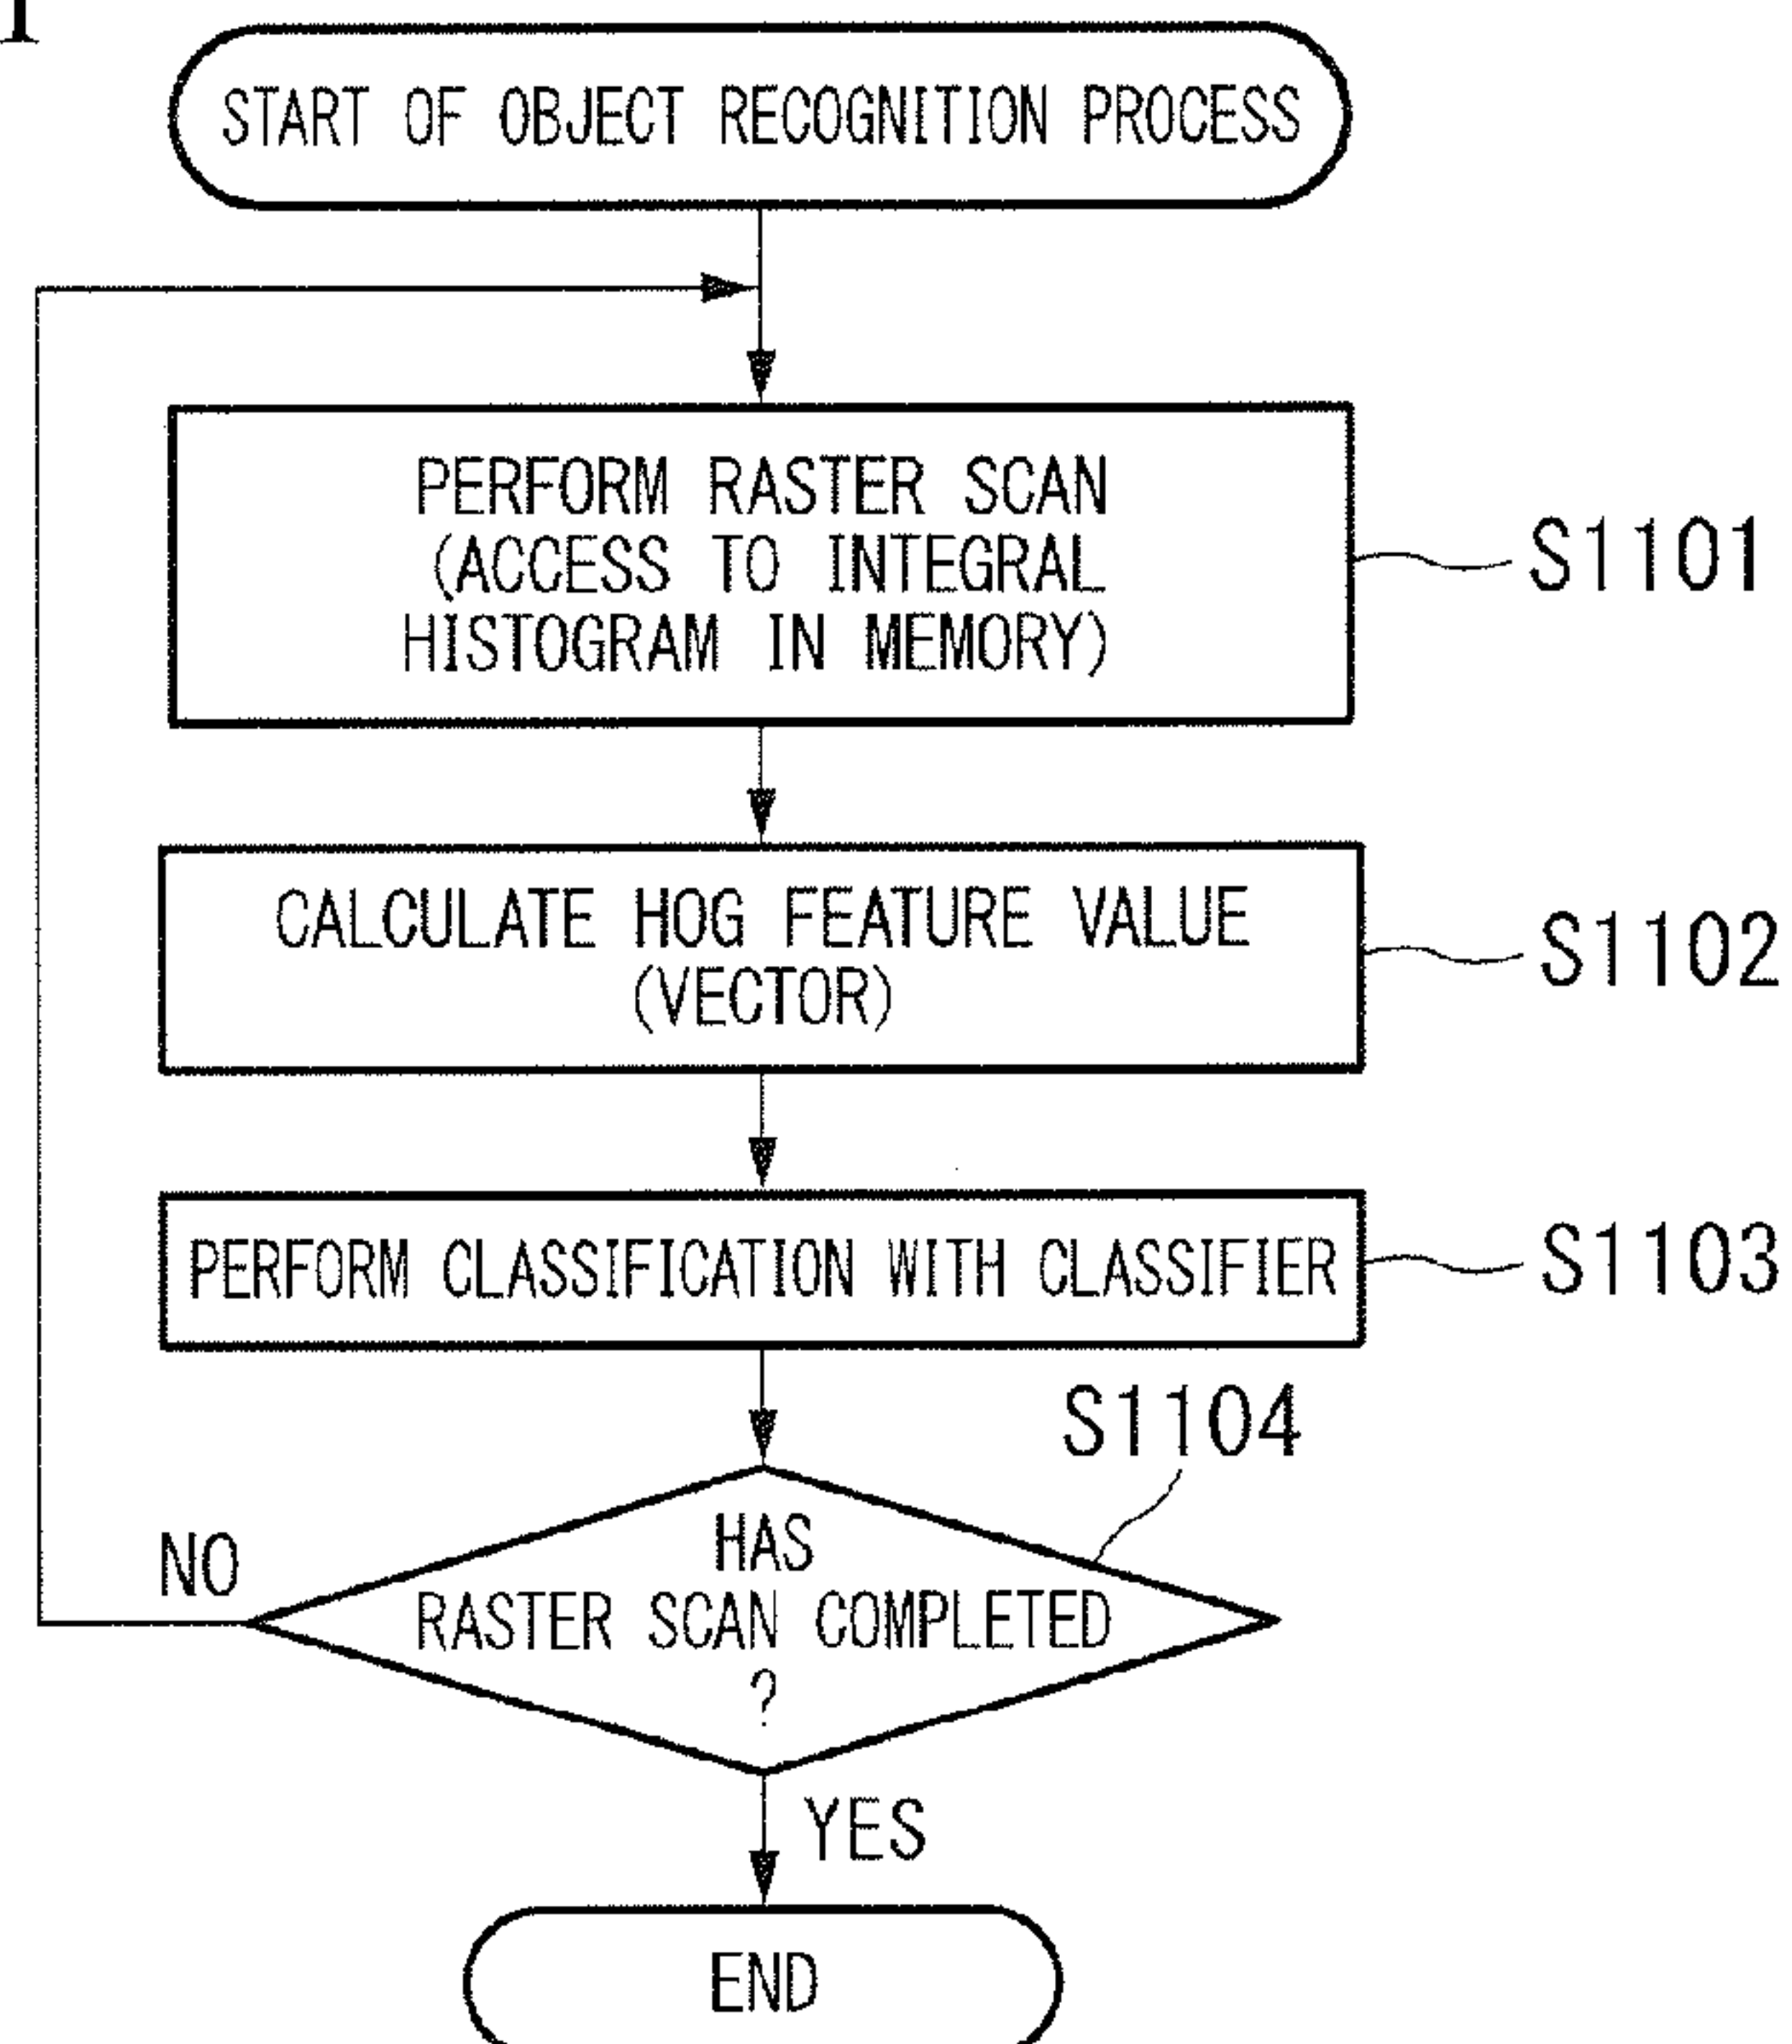 START OF OBJECT RECOGNITION PROCESS
PERFORM RASTER SCAN
(ACCESS TO INTEGRAL
HISTOGRAM IN MEMORY)
S1101
CALCULATE HOG FEATURE VALUE
(VECTOR)
S1102
PERFORM CLASSIFICATION WITH CLASSIFIER
S1103
S1104
HAS
RASTER SCAN COMPLETED
?
NO
YES
END